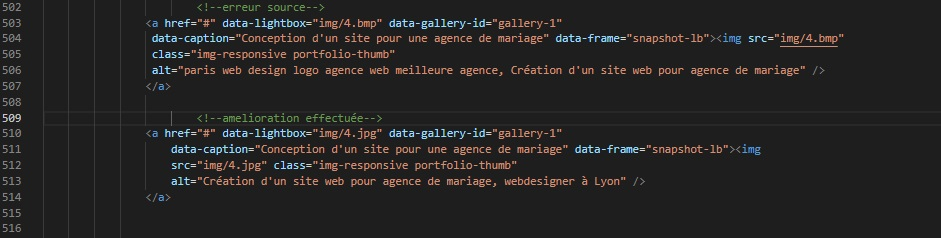 502 <!--erreur source-->
503 <a href="#" data-lightbox="img/4.bmp" data-gallery-id="gallery-1"
504 data-caption="Conception d'un site pour une agence de mariage" data-frame="snapshot-lb"><img src="img/4.bmp"
505 class="img-responsive portfolio-thumb"
506 alt="paris web design logo agence web meilleure agence, Création d'un site web pour agence de mariage" />
507 </a>
508
509 <!--amelioration effectuée-->
510 <a href="#" data-lightbox="img/4.jpg" data-gallery-id="gallery-1"
511 data-caption="Conception d'un site pour une agence de mariage" data-frame="snapshot-lb"><img
512 src="img/4.jpg" class="img-responsive portfolio-thumb"
513 alt="Création d'un site web pour agence de mariage, webdesigner à Lyon" />
514 </a>
515
516